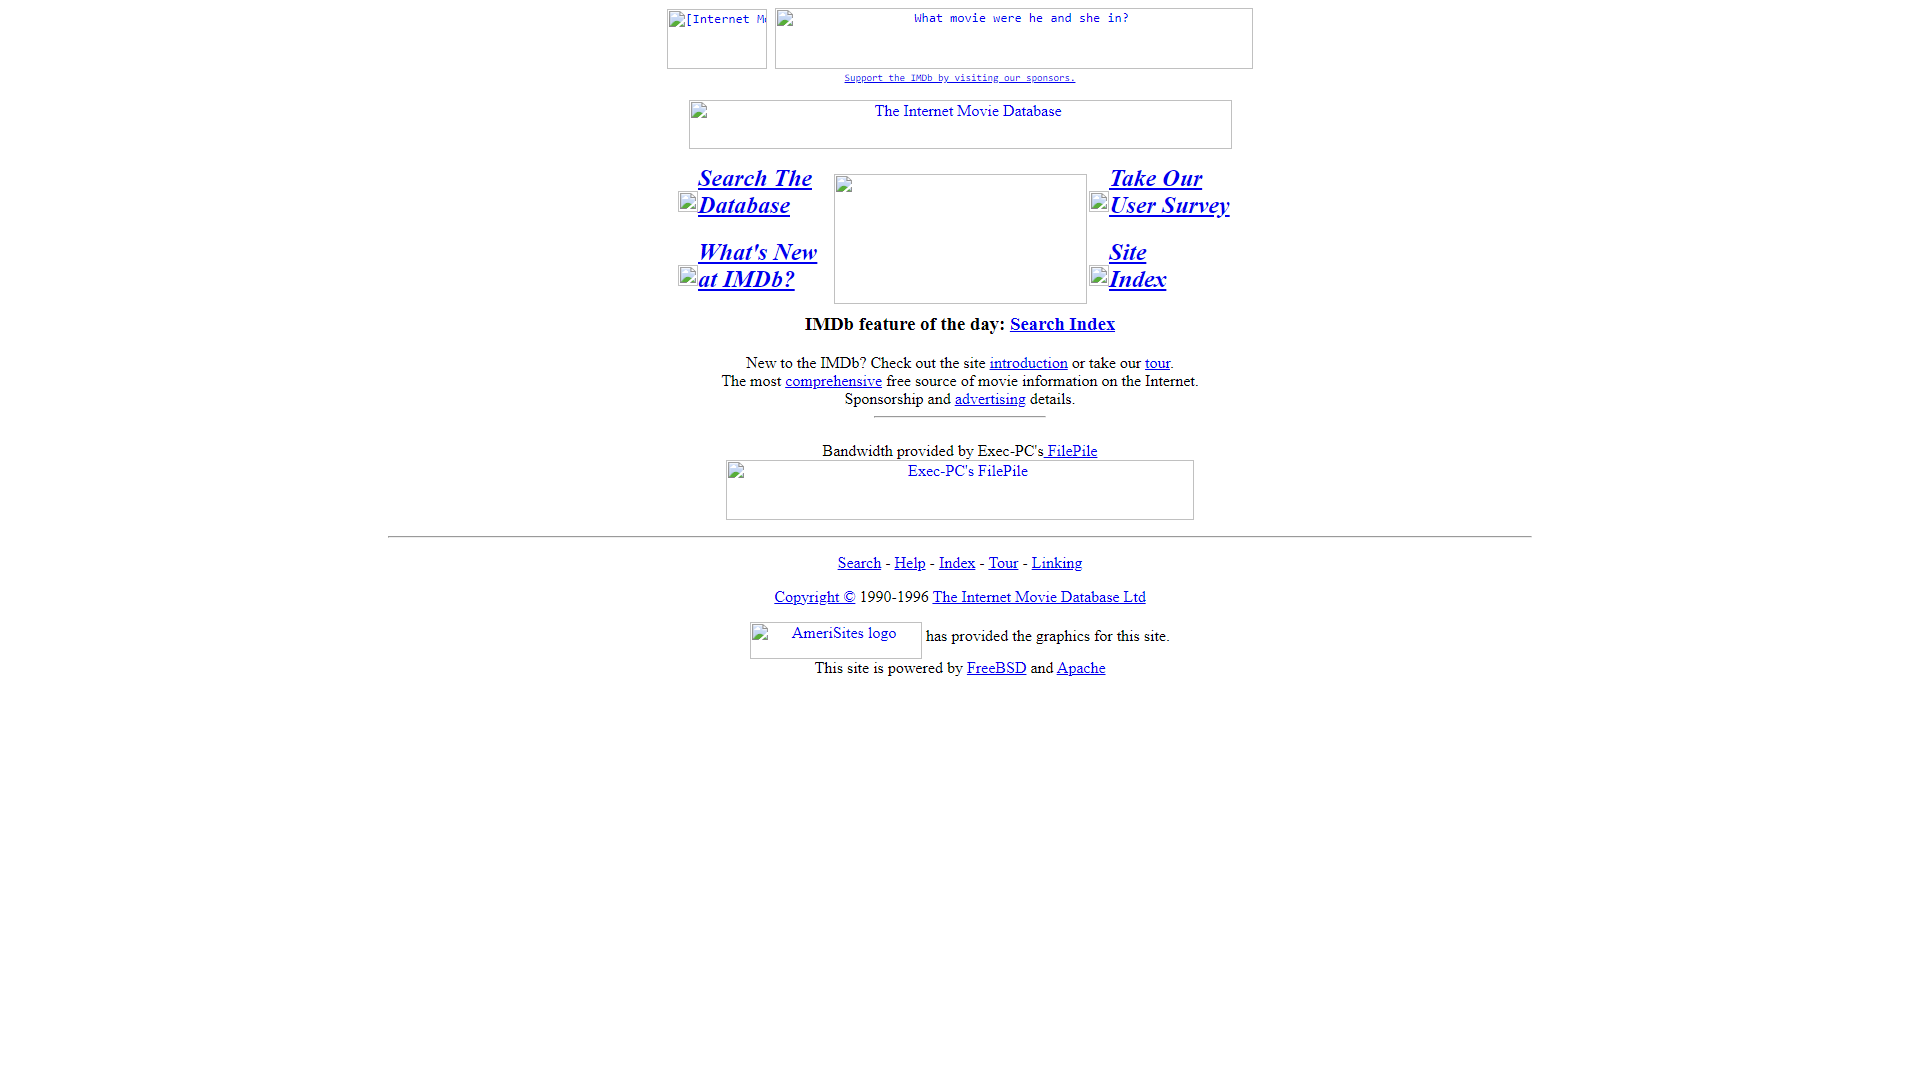 [Internet Mo
What movie were he and she in?
Support the IMDb by visiting our sponsors.
The Internet Movie Database
Search The
Database
Take Our
User Survey
What's New
at IMDb?
Site
Index
IMDb feature of the day: Search Index
New to the IMDb? Check out the site introduction or take our tour.
The most comprehensive free source of movie information on the Internet.
Sponsorship and advertising details.
Bandwidth provided by Exec-PC's FilePile
Exec-PC's FilePile
Search - Help - Index - Tour - Linking
Copyright © 1990-1996 The Internet Movie Database Ltd
AmeriSites logo has provided the graphics for this site.
This site is powered by FreeBSD and Apache